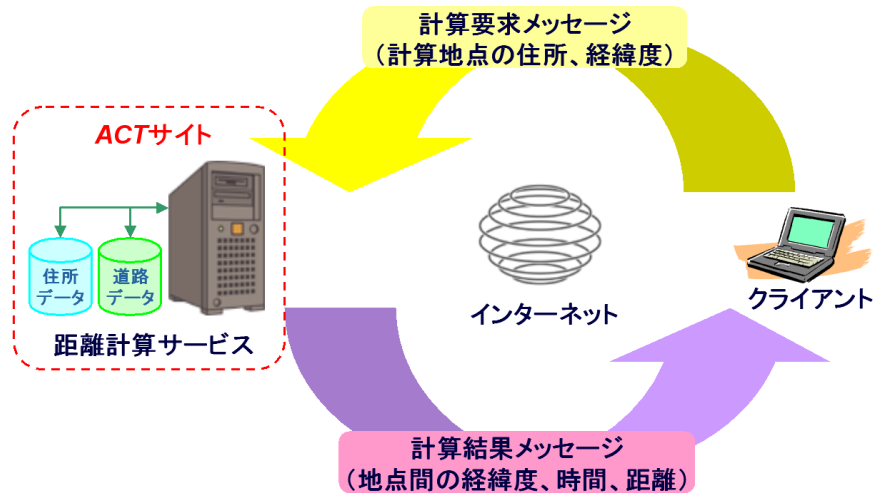 計算要求メッセージ
（計算地点の住所、経緯度）
ACTサイト
住所
データ
道路
データ
距離計算サービス
インターネット
クライアント
計算結果メッセージ
（地点間の経緯度、時間、距離）